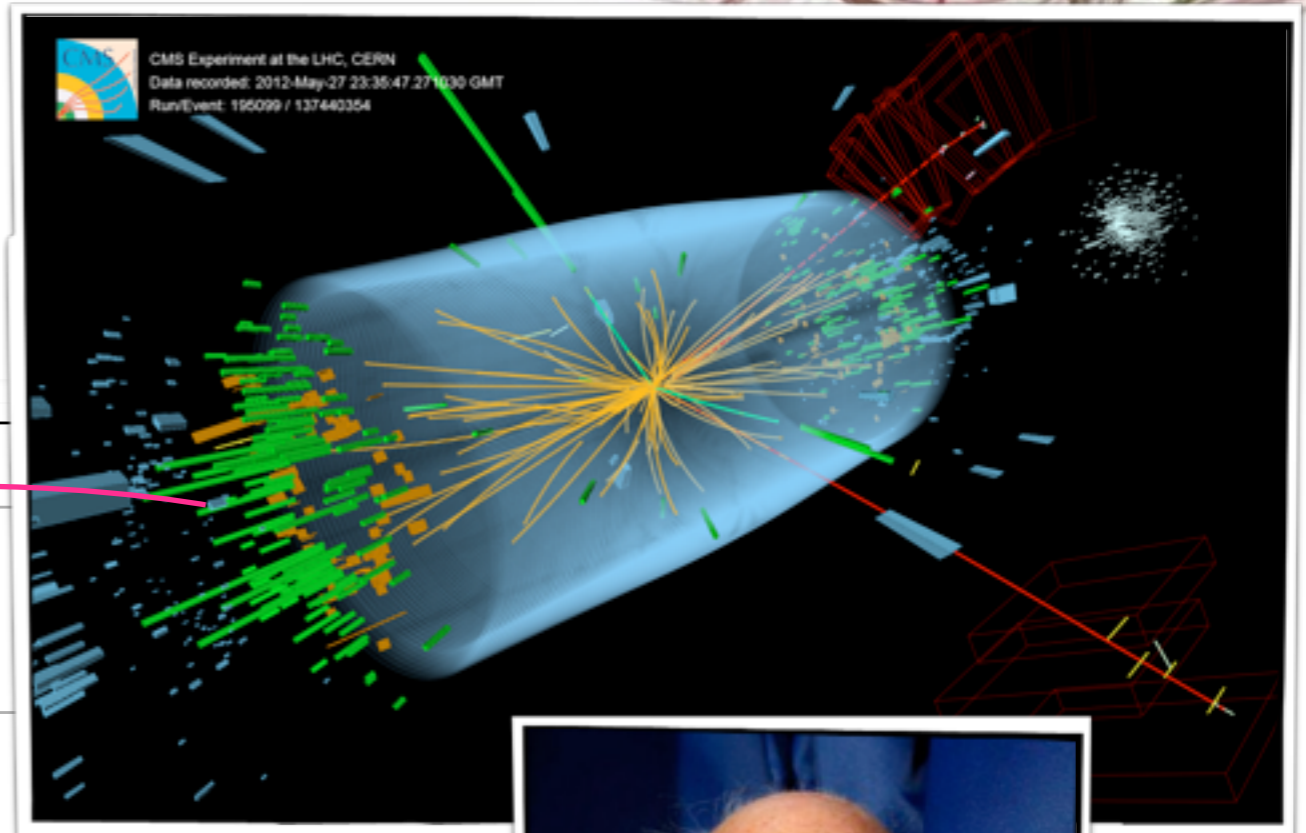 CMS
CMS Experiment at the LHC, CERN
Data recorded: 2012-May-27 23:35:47.271030 GMT
Run/Event: 195099 / 137440354